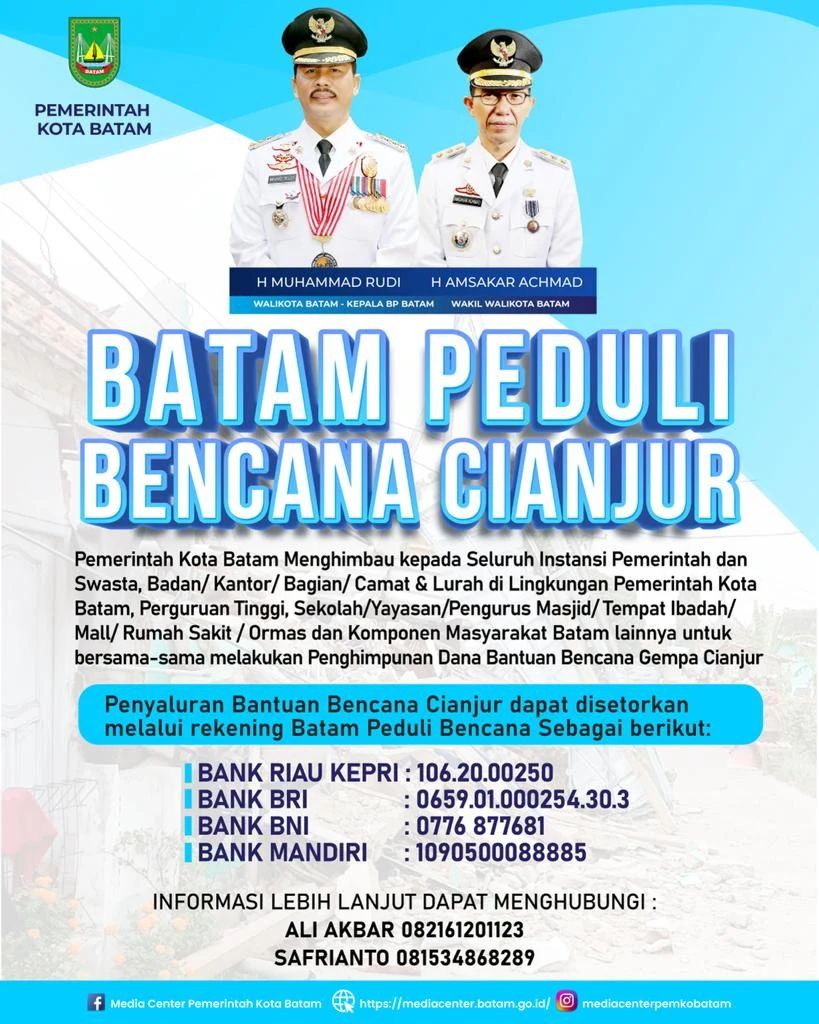 BATAM
PEMERINTAH
KOTA BATAM
H MUHAMMAD RUDI
WALIKOTA BATAM - KEPALA BP BATAM
H AMSAKAR ACHMAD
WAKIL WALIKOTA BATAM
BATAM PEDULI
BENCANA CIANJUR
Pemerintah Kota Batam Menghimbau kepada Seluruh Instansi Pemerintah dan
Swasta, Badan/ Kantor/ Bagian/ Camat & Lurah di Lingkungan Pemerintah Kota
Batam, Perguruan Tinggi, Sekolah/Yayasan/Pengurus Masjid/ Tempat Ibadah/
Mall/ Rumah Sakit / Ormas dan Komponen Masyarakat Batam lainnya untuk
bersama-sama melakukan Penghimpunan Dana Bantuan Bencana Gempa Cianjur
Penyaluran Bantuan Bencana Cianjur dapat disetorkan
melalui rekening Batam Peduli Bencana Sebagai berikut:
BANK RIAU KEPRI : 106.20.00250
BANK BRI : 0659.01.000254.30.3
BANK BNI : 0776 877681
BANK MANDIRI : 1090500088885
INFORMASI LEBIH LANJUT DAPAT MENGHUBUNGI :
ALI AKBAR 082161201123
SAFRIANTO 081534868289
Media Center Pemerintah Kota Batam https://mediacenter.batam.go.id/ mediacenterpemkobatam